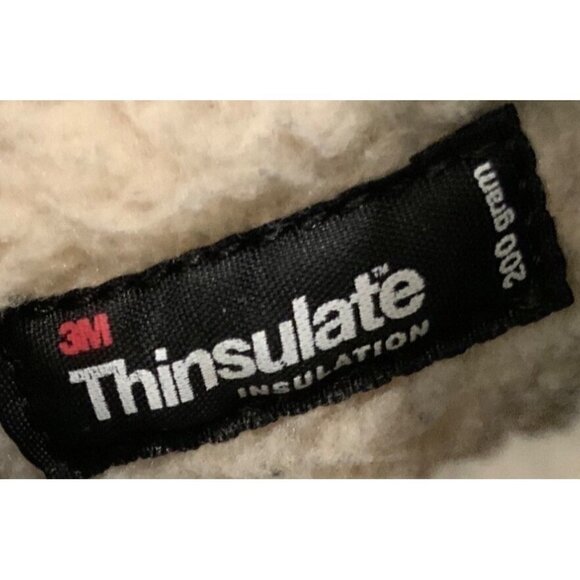 3M
Thinsulate™
INSULATION
200 gram